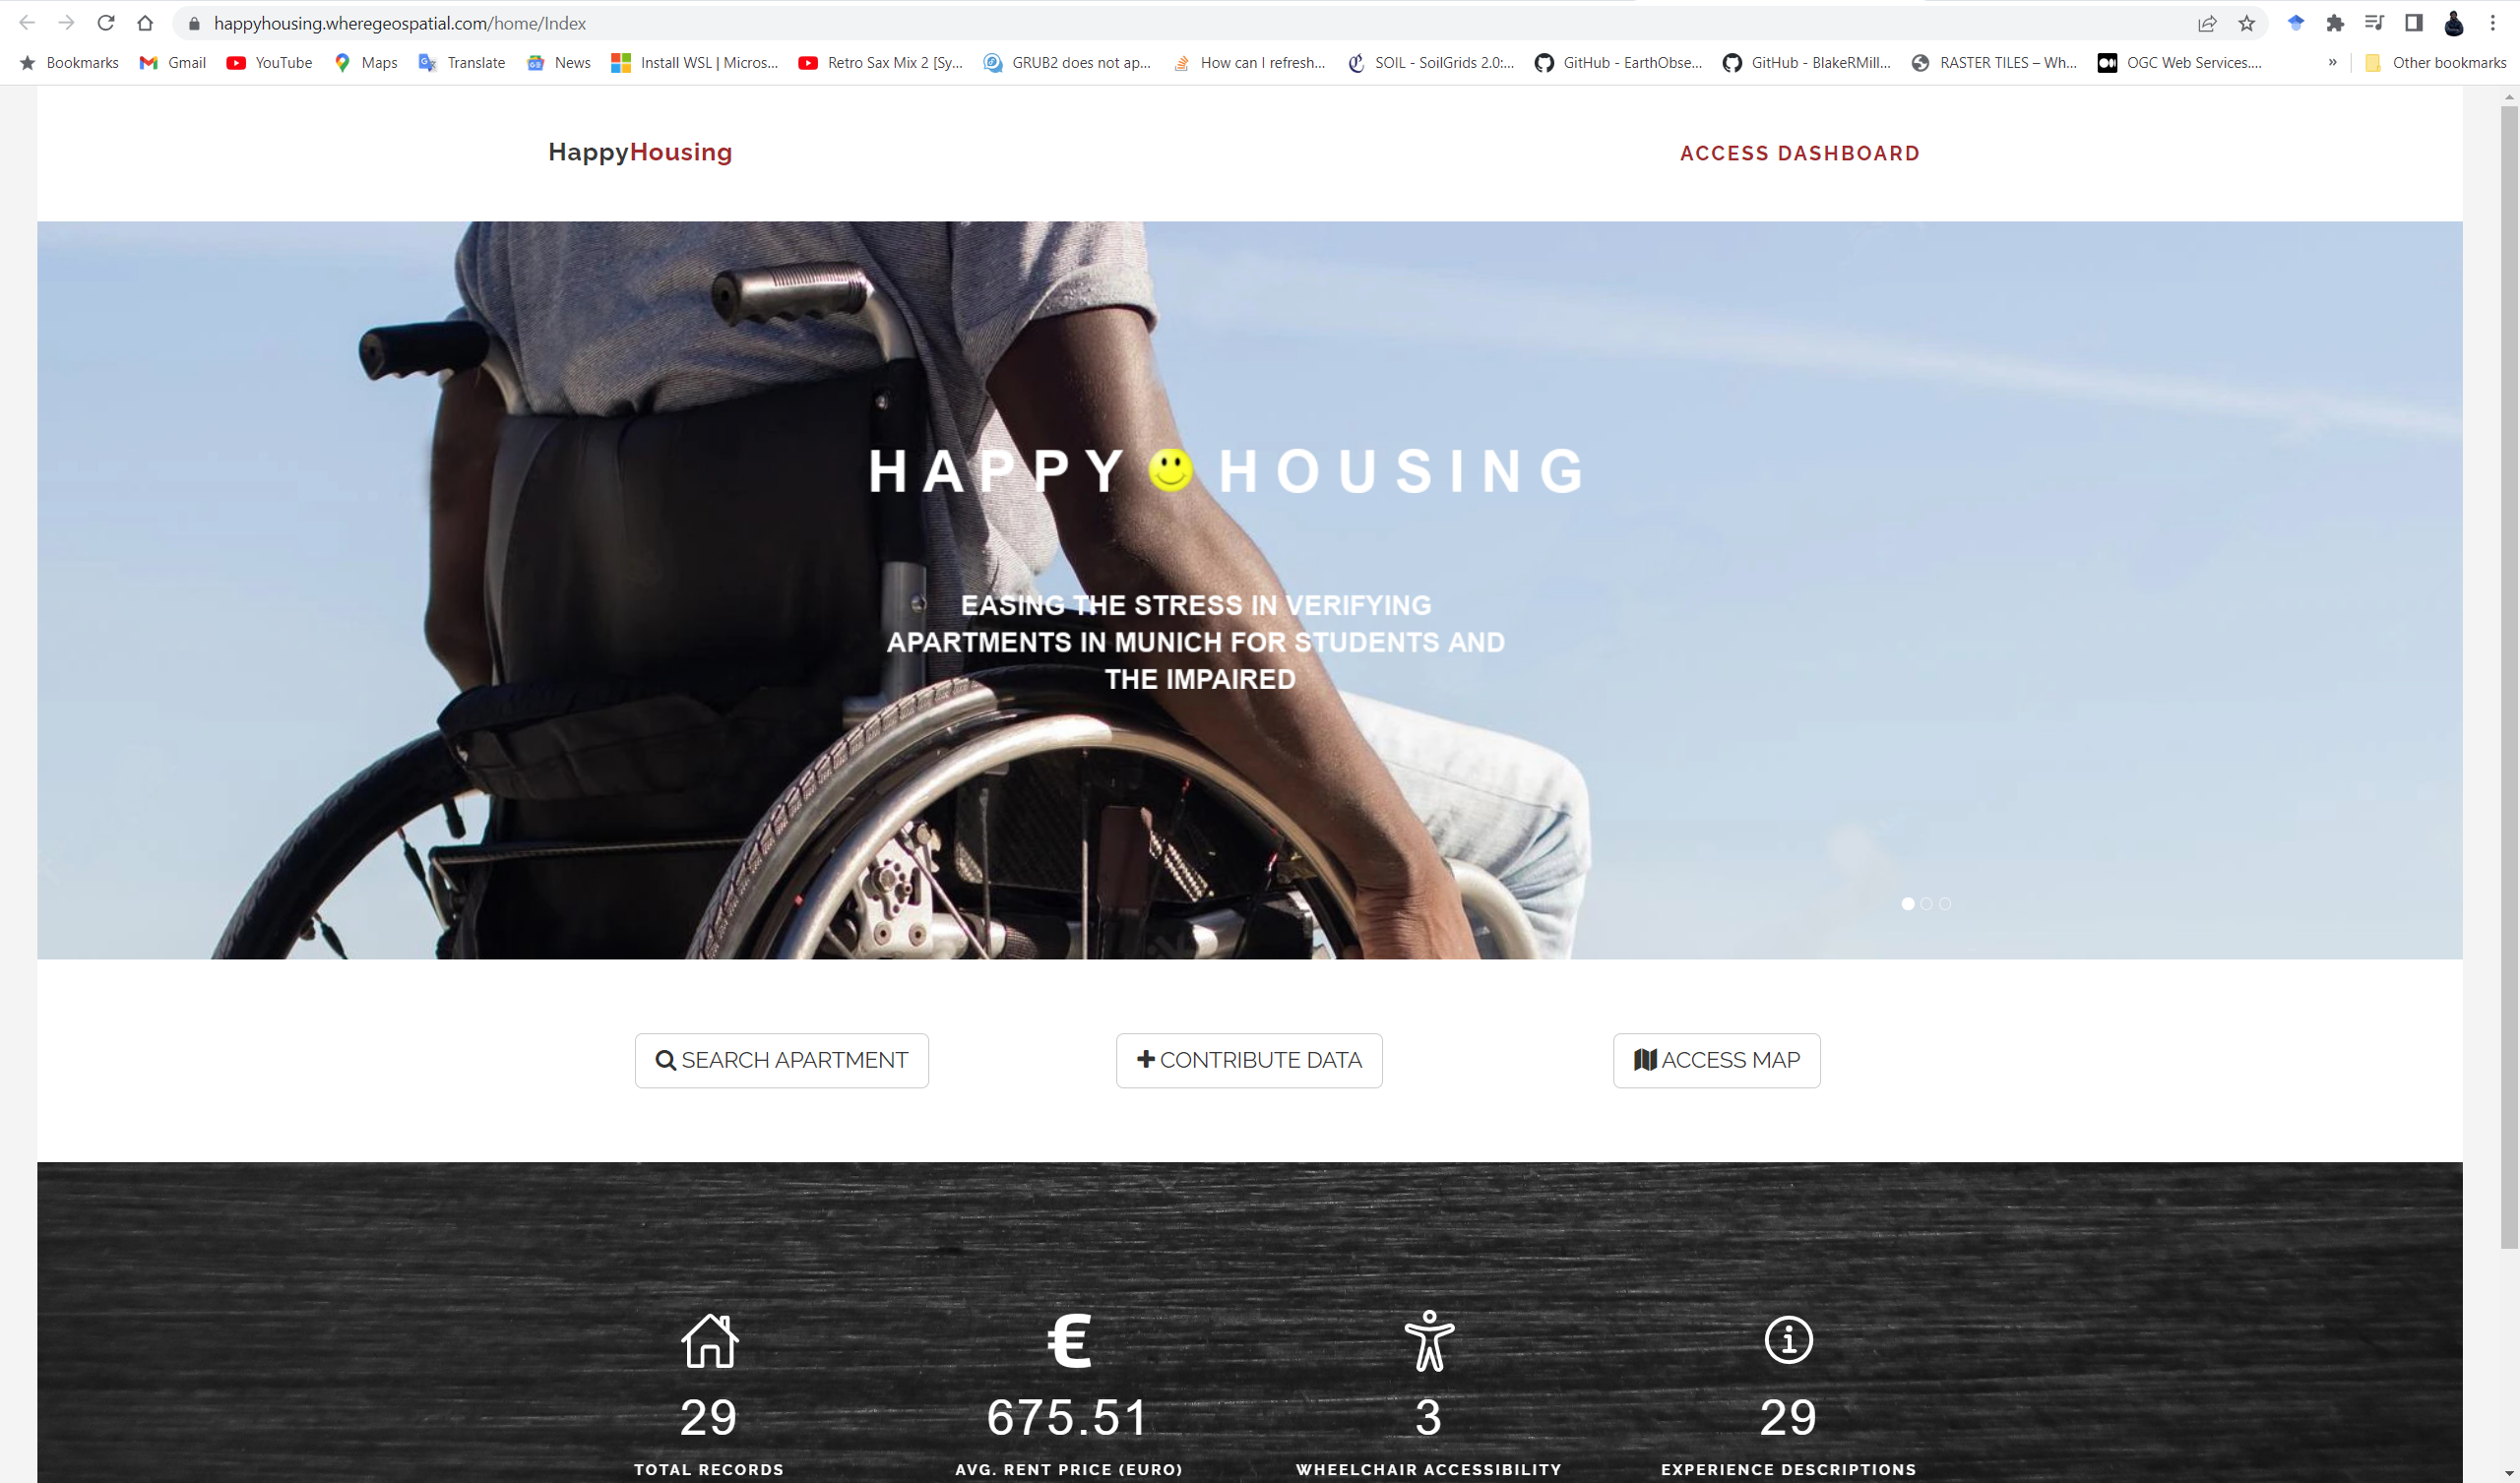 happyhousing.wheregeospatial.com/home/Index
Bookmarks Gmail YouTube Maps Translate News Install WSL | Micros... Retro Sax Mix 2 [Sy... GRUB2 does not ap... How can I refresh... SOIL - SoilGrids 2.0:... GitHub - EarthObse... GitHub - BlakeRMill... RASTER TILES – Wh... OGC Web Services.... » Other bookmarks
HappyHousing ACCESS DASHBOARD
HAPPY HOUSING
EASING THE STRESS IN VERIFYING
APARTMENTS IN MUNICH FOR STUDENTS AND
THE IMPAIRED
SEARCH APARTMENT CONTRIBUTE DATA ACCESS MAP
€
29 675.51 3 29
TOTAL RECORDS AVG. RENT PRICE (EURO) WHEELCHAIR ACCESSIBILITY EXPERIENCE DESCRIPTIONS